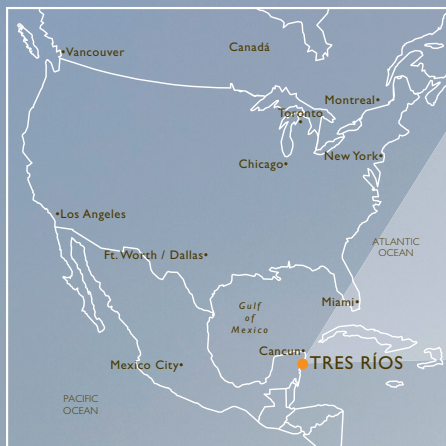 Vancouver
Canadá
Montreal
Toronto
Chicago
New York
Los Angeles
Ft. Worth / Dallas
ATLANTIC
OCEAN
Gulf
of
Mexico
Miami
Cancun
TRES RÍOS
Mexico City
PACIFIC
OCEAN